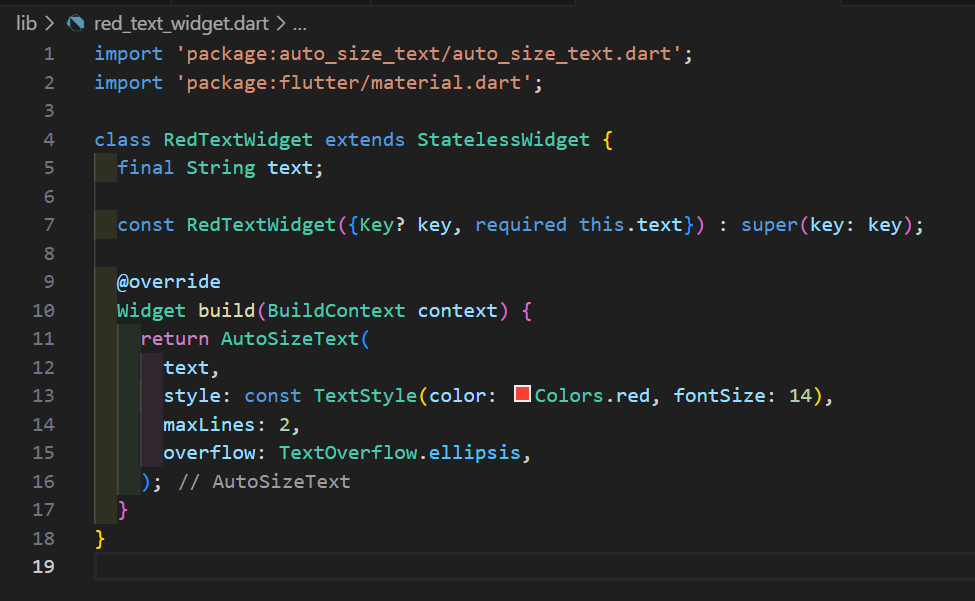 lib > red_text_widget.dart > ...
1 import 'package:auto_size_text/auto_size_text.dart';
2 import 'package:flutter/material.dart';
3
4 class RedTextWidget extends StatelessWidget {
5   final String text;
6
7   const RedTextWidget({Key? key, required this.text}) : super(key: key);
8
9   @override
10   Widget build(BuildContext context) {
11     return AutoSizeText(
12       text,
13       style: const TextStyle(color: Colors.red, fontSize: 14),
14       maxLines: 2,
15       overflow: TextOverflow.ellipsis,
16     ); // AutoSizeText
17   }
18 }
19